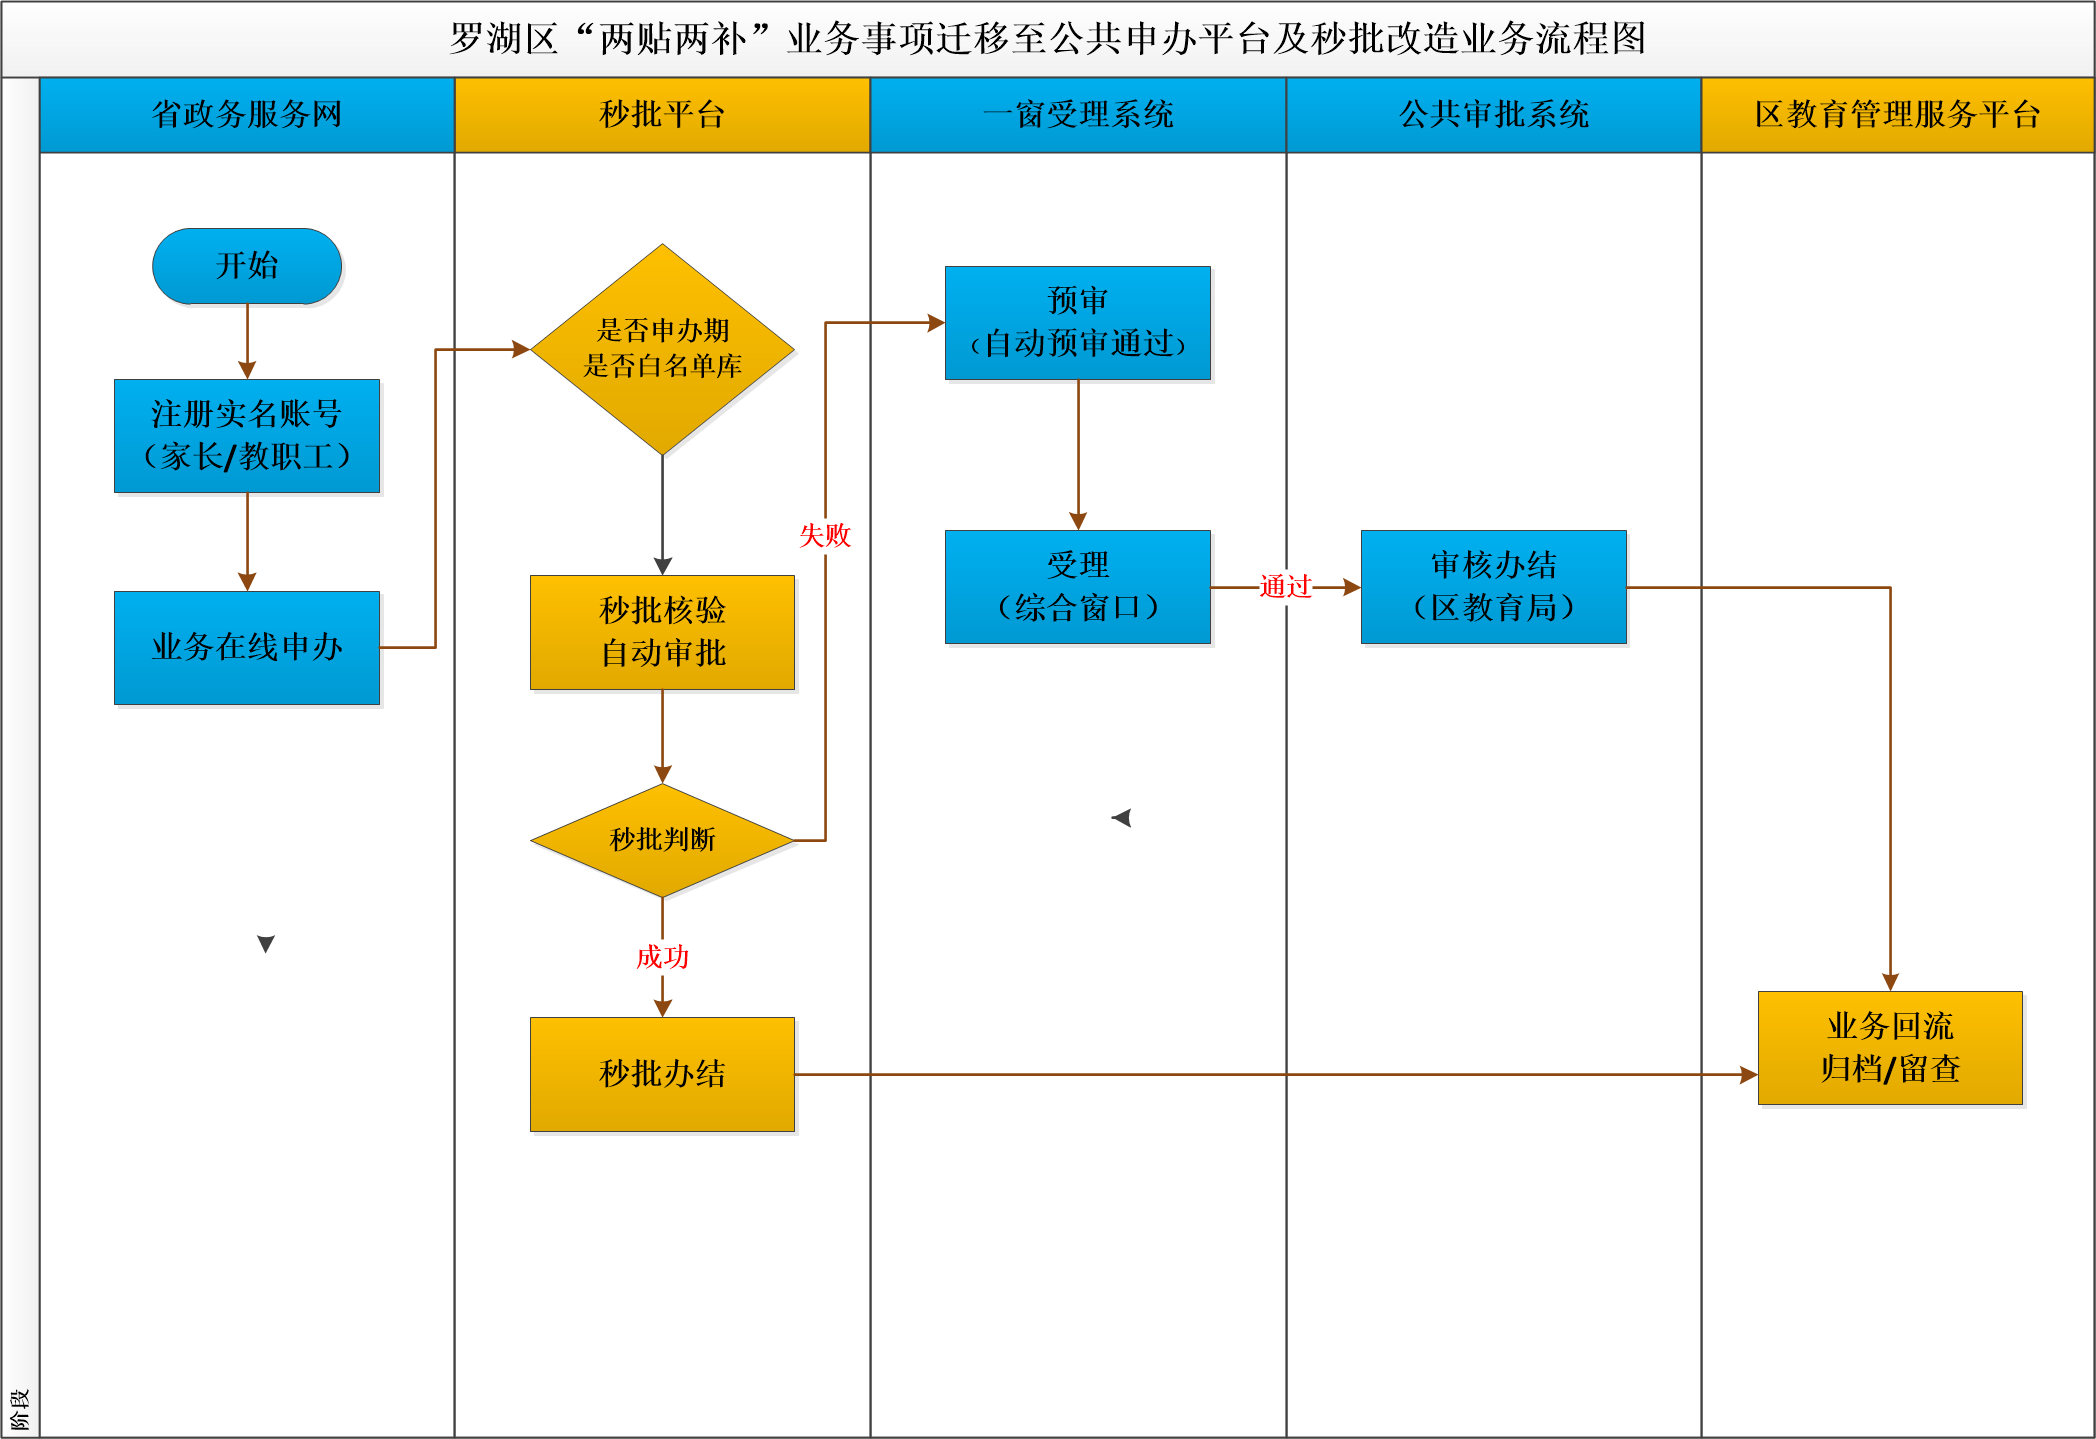 罗湖区“两贴两补”业务事项迁移至公共申办平台及秒批改造业务流程图
省政务服务网
秒批平台
一窗受理系统
公共审批系统
区教育管理服务平台
开始
注册实名账号
（家长/教职工）
业务在线申办
是否申办期
是否白名单库
秒批核验
自动审批
秒批判断
失败
成功
秒批办结
预审
（自动预审通过）
受理
（综合窗口）
通过
审核办结
（区教育局）
业务回流
归档/留查
阶段